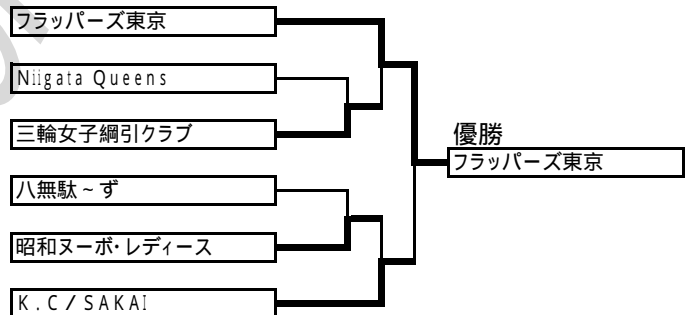 フラッパーズ東京
Niigata Queens
三輪女子綱引クラブ
八無駄～ず
昭和ヌーボ・レディース
K.C/SAKAI
優勝
フラッパーズ東京